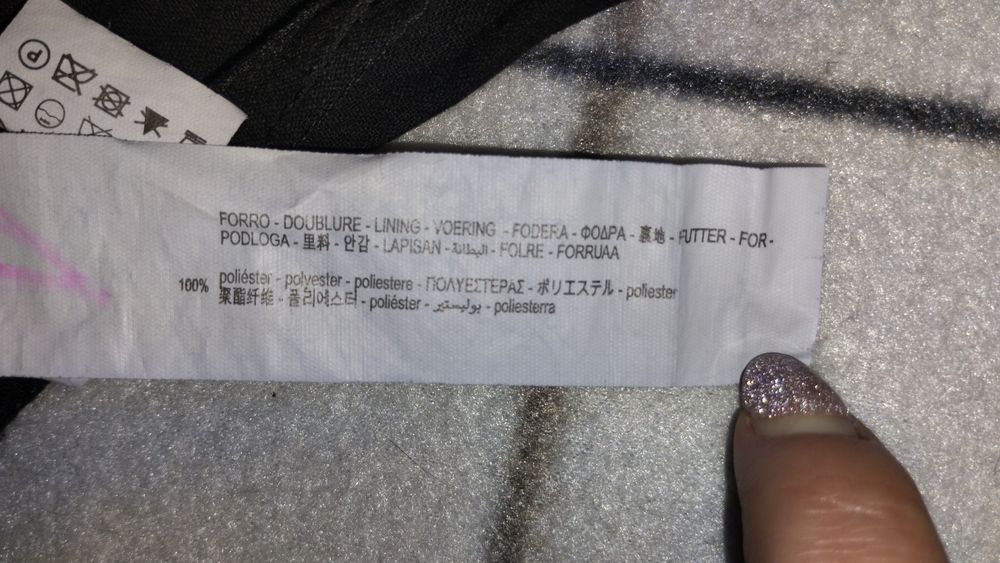 P
FORRO - DOUBLURE - LINING - VOERING - FODERA - ΦΟΔΡΑ - 裏地 - FUTTER - FOR-
PODLOGA - 里料 - 안감 - LAPISAN - البطانة - FOLRE - FORRUAA
100% poliéster - polyester - poliestere - ΠΟΛΥΕΣΤΕΡΑΣ - ポリエステル - poliester
聚酯纤维 - 폴리에스터 - poliéster - بوليستير - poliesterra